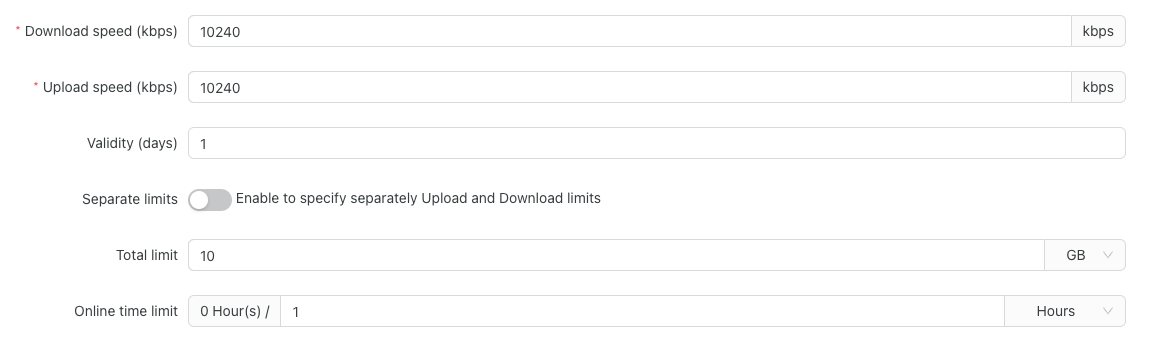 * Download speed (kbps) 10240 kbps
* Upload speed (kbps) 10240 kbps
Validity (days) 1
Separate limits Enable to specify separately Upload and Download limits
Total limit 10 GB
Online time limit 0 Hour(s) / 1 Hours